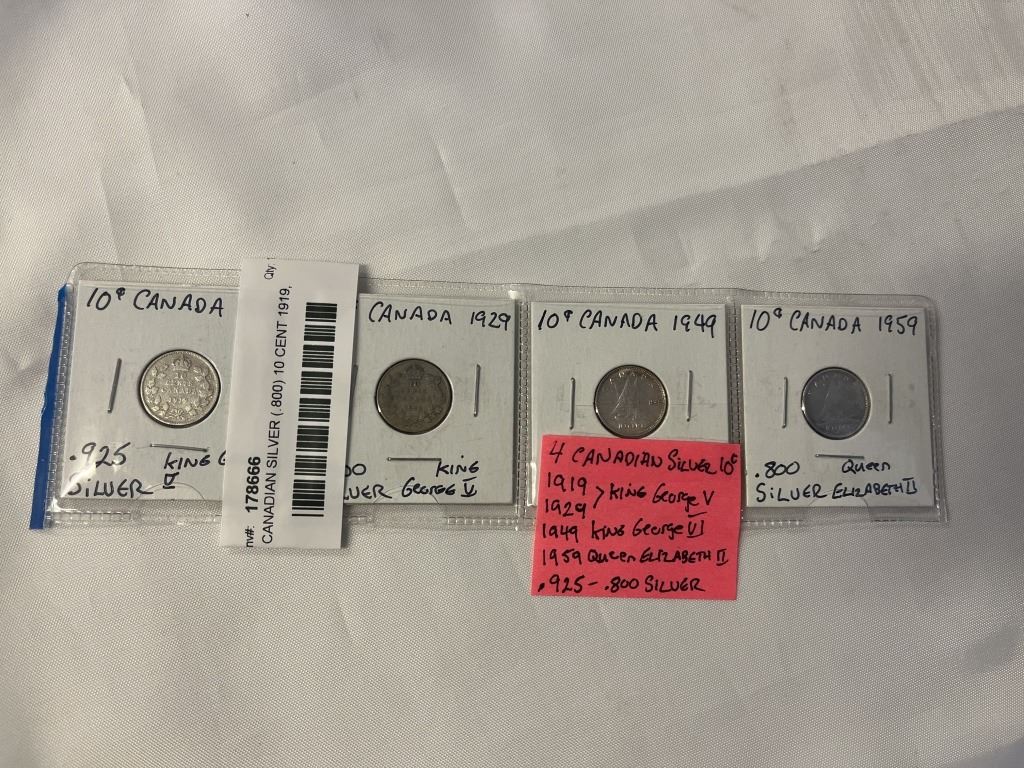 10¢ CANADA
.925
KING G
SILVER V
nv#: 178666
CANADIAN SILVER (.800) 10 CENT 1919,
Qty:
CANADA 1929
00 KING
LVER GEORGE V
10¢ CANADA 1949
CANADA
4 CANADIAN SILVER 10¢
1919
1929 > KING GEORGE V
1949 KING GEORGE VI
1959 QUEEN ELIZABETH II
.925 - .800 SILVER
10¢ CANADA 1959
.800 QUEEN
SILVER ELIZABETH II